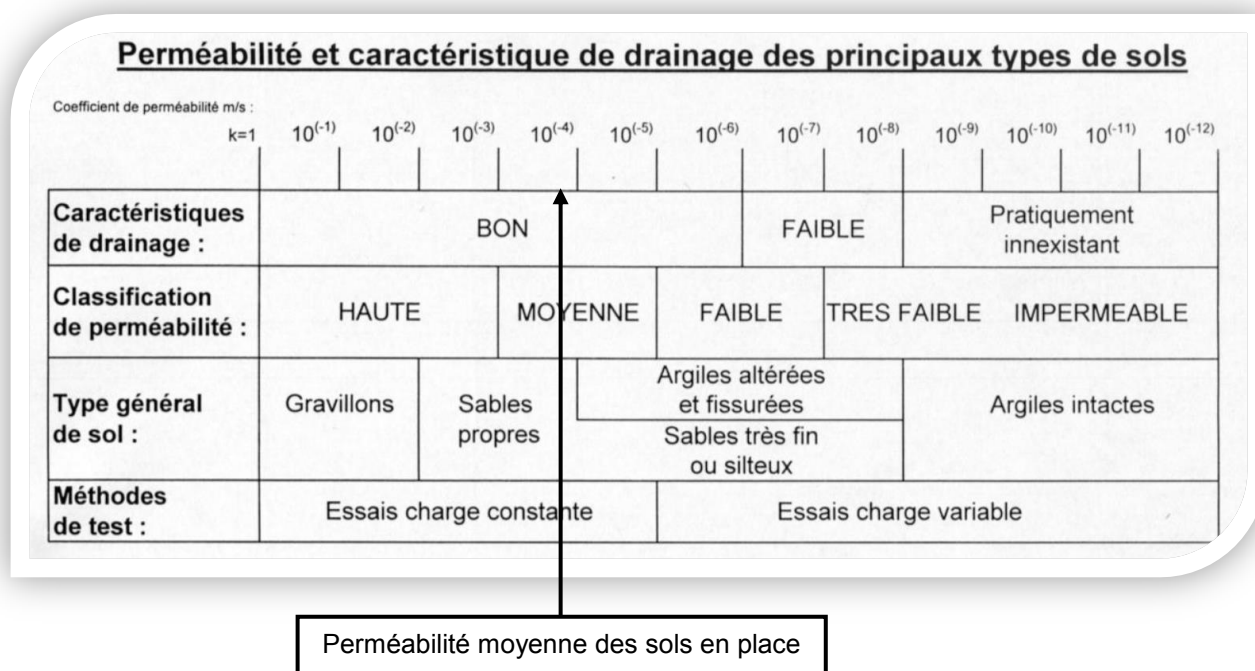 Perméabilité et caractéristique de drainage des principaux types de sols
Coefficient de perméabilité m/s :
k=1 10(-1) 10(-2) 10(-3) 10(-4) 10(-5) 10(-6) 10(-7) 10(-8) 10(-9) 10(-10) 10(-11) 10(-12)
Caractéristiques
de drainage :
BON
FAIBLE
Pratiquement
innexistant
Classification
de perméabilité :
HAUTE
MOYENNE
FAIBLE
TRES FAIBLE
IMPERMEABLE
Type général
de sol :
Gravillons
Sables
propres
Argiles altérées
et fissurées
Sables très fin
ou silteux
Argiles intactes
Méthodes
de test :
Essais charge constante
Essais charge variable
Perméabilité moyenne des sols en place